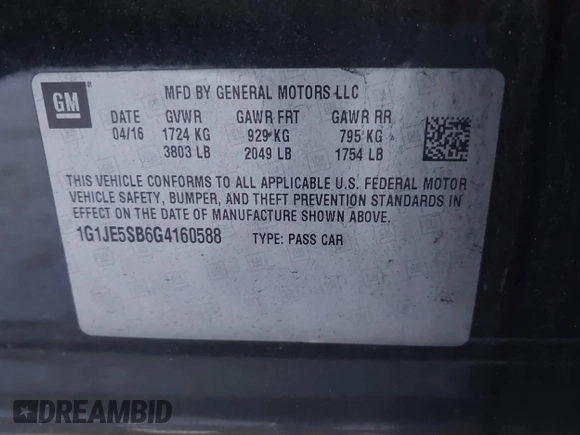 GM
MFD BY GENERAL MOTORS LLC
DATE GVWR GAWR FRT GAWR RR
04/16 1724 KG 929 KG 795 KG
3803 LB 2049 LB 1754 LB
THIS VEHICLE CONFORMS TO ALL APPLICABLE U.S. FEDERAL MOTOR
VEHICLE SAFETY, BUMPER, AND THEFT PREVENTION STANDARDS IN
EFFECT ON THE DATE OF MANUFACTURE SHOWN ABOVE.
1G1JE5SB6G4160588 TYPE: PASS CAR
DREAMBID